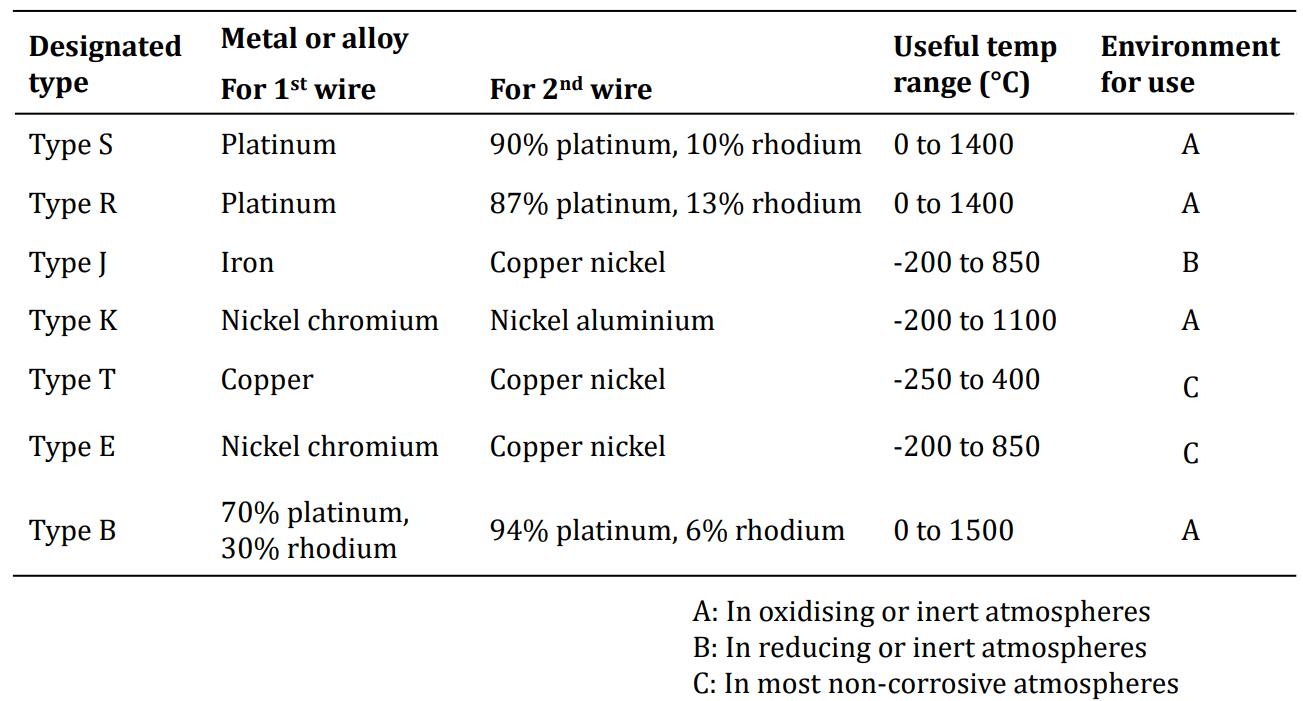 Designated type Metal or alloy Useful temp range (°C) Environment for use
For 1st wire For 2nd wire
Type S Platinum 90% platinum, 10% rhodium 0 to 1400 A
Type R Platinum 87% platinum, 13% rhodium 0 to 1400 A
Type J Iron Copper nickel -200 to 850 B
Type K Nickel chromium Nickel aluminium -200 to 1100 A
Type T Copper Copper nickel -250 to 400 C
Type E Nickel chromium Copper nickel -200 to 850 C
Type B 70% platinum, 30% rhodium 94% platinum, 6% rhodium 0 to 1500 A
A: In oxidising or inert atmospheres
B: In reducing or inert atmospheres
C: In most non-corrosive atmospheres